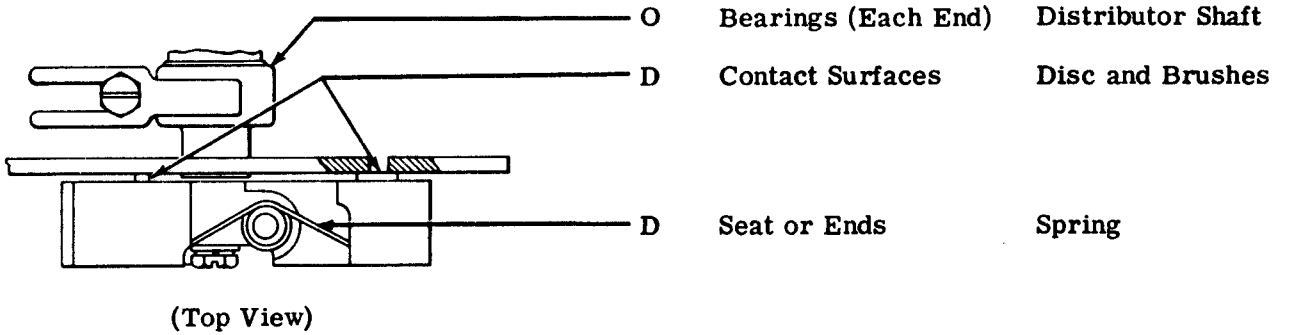 O Bearings (Each End) Distributor Shaft
D Contact Surfaces Disc and Brushes
D Seat or Ends Spring
(Top View)